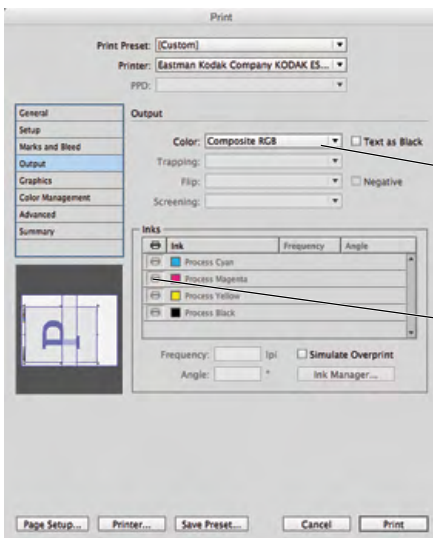 Print
Print Preset: [Custom]
Printer: Eastman Kodak Company KODAK ES...
PPD:
General
Setup
Marks and Bleed
Output
Graphics
Color Management
Advanced
Summary
Output
Color: Composite RGB
Text as Black
Trapping:
Flip:
Negative
Screening:
Inks
Ink Frequency Angle
Process Cyan
Process Magenta
Process Yellow
Process Black
Frequency: lpi
Simulate Overprint
Angle: °
Ink Manager...
P
Page Setup... Printer... Save Preset... Cancel Print